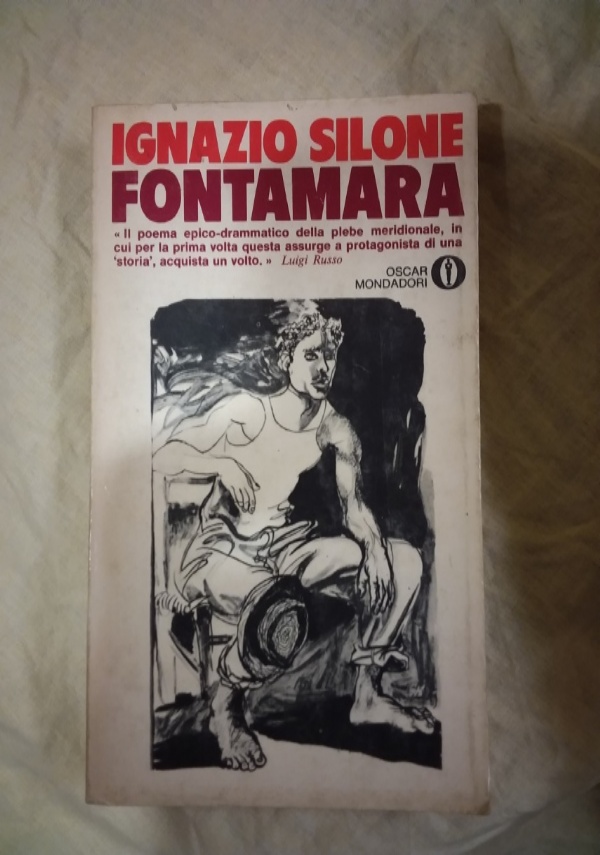 IGNAZIO SILONE
FONTAMARA
« Il poema epico-drammatico della plebe meridionale, in
cui per la prima volta questa assurge a protagonista di una
'storia', acquista un volto. » Luigi Russo
OSCAR
MONDADORI